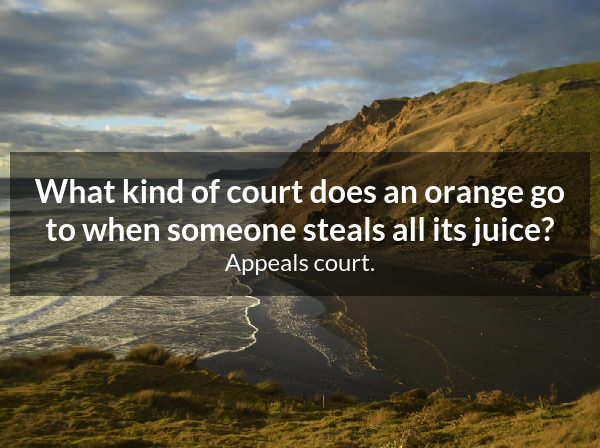 What kind of court does an orange go
to when someone steals all its juice?
Appeals court.